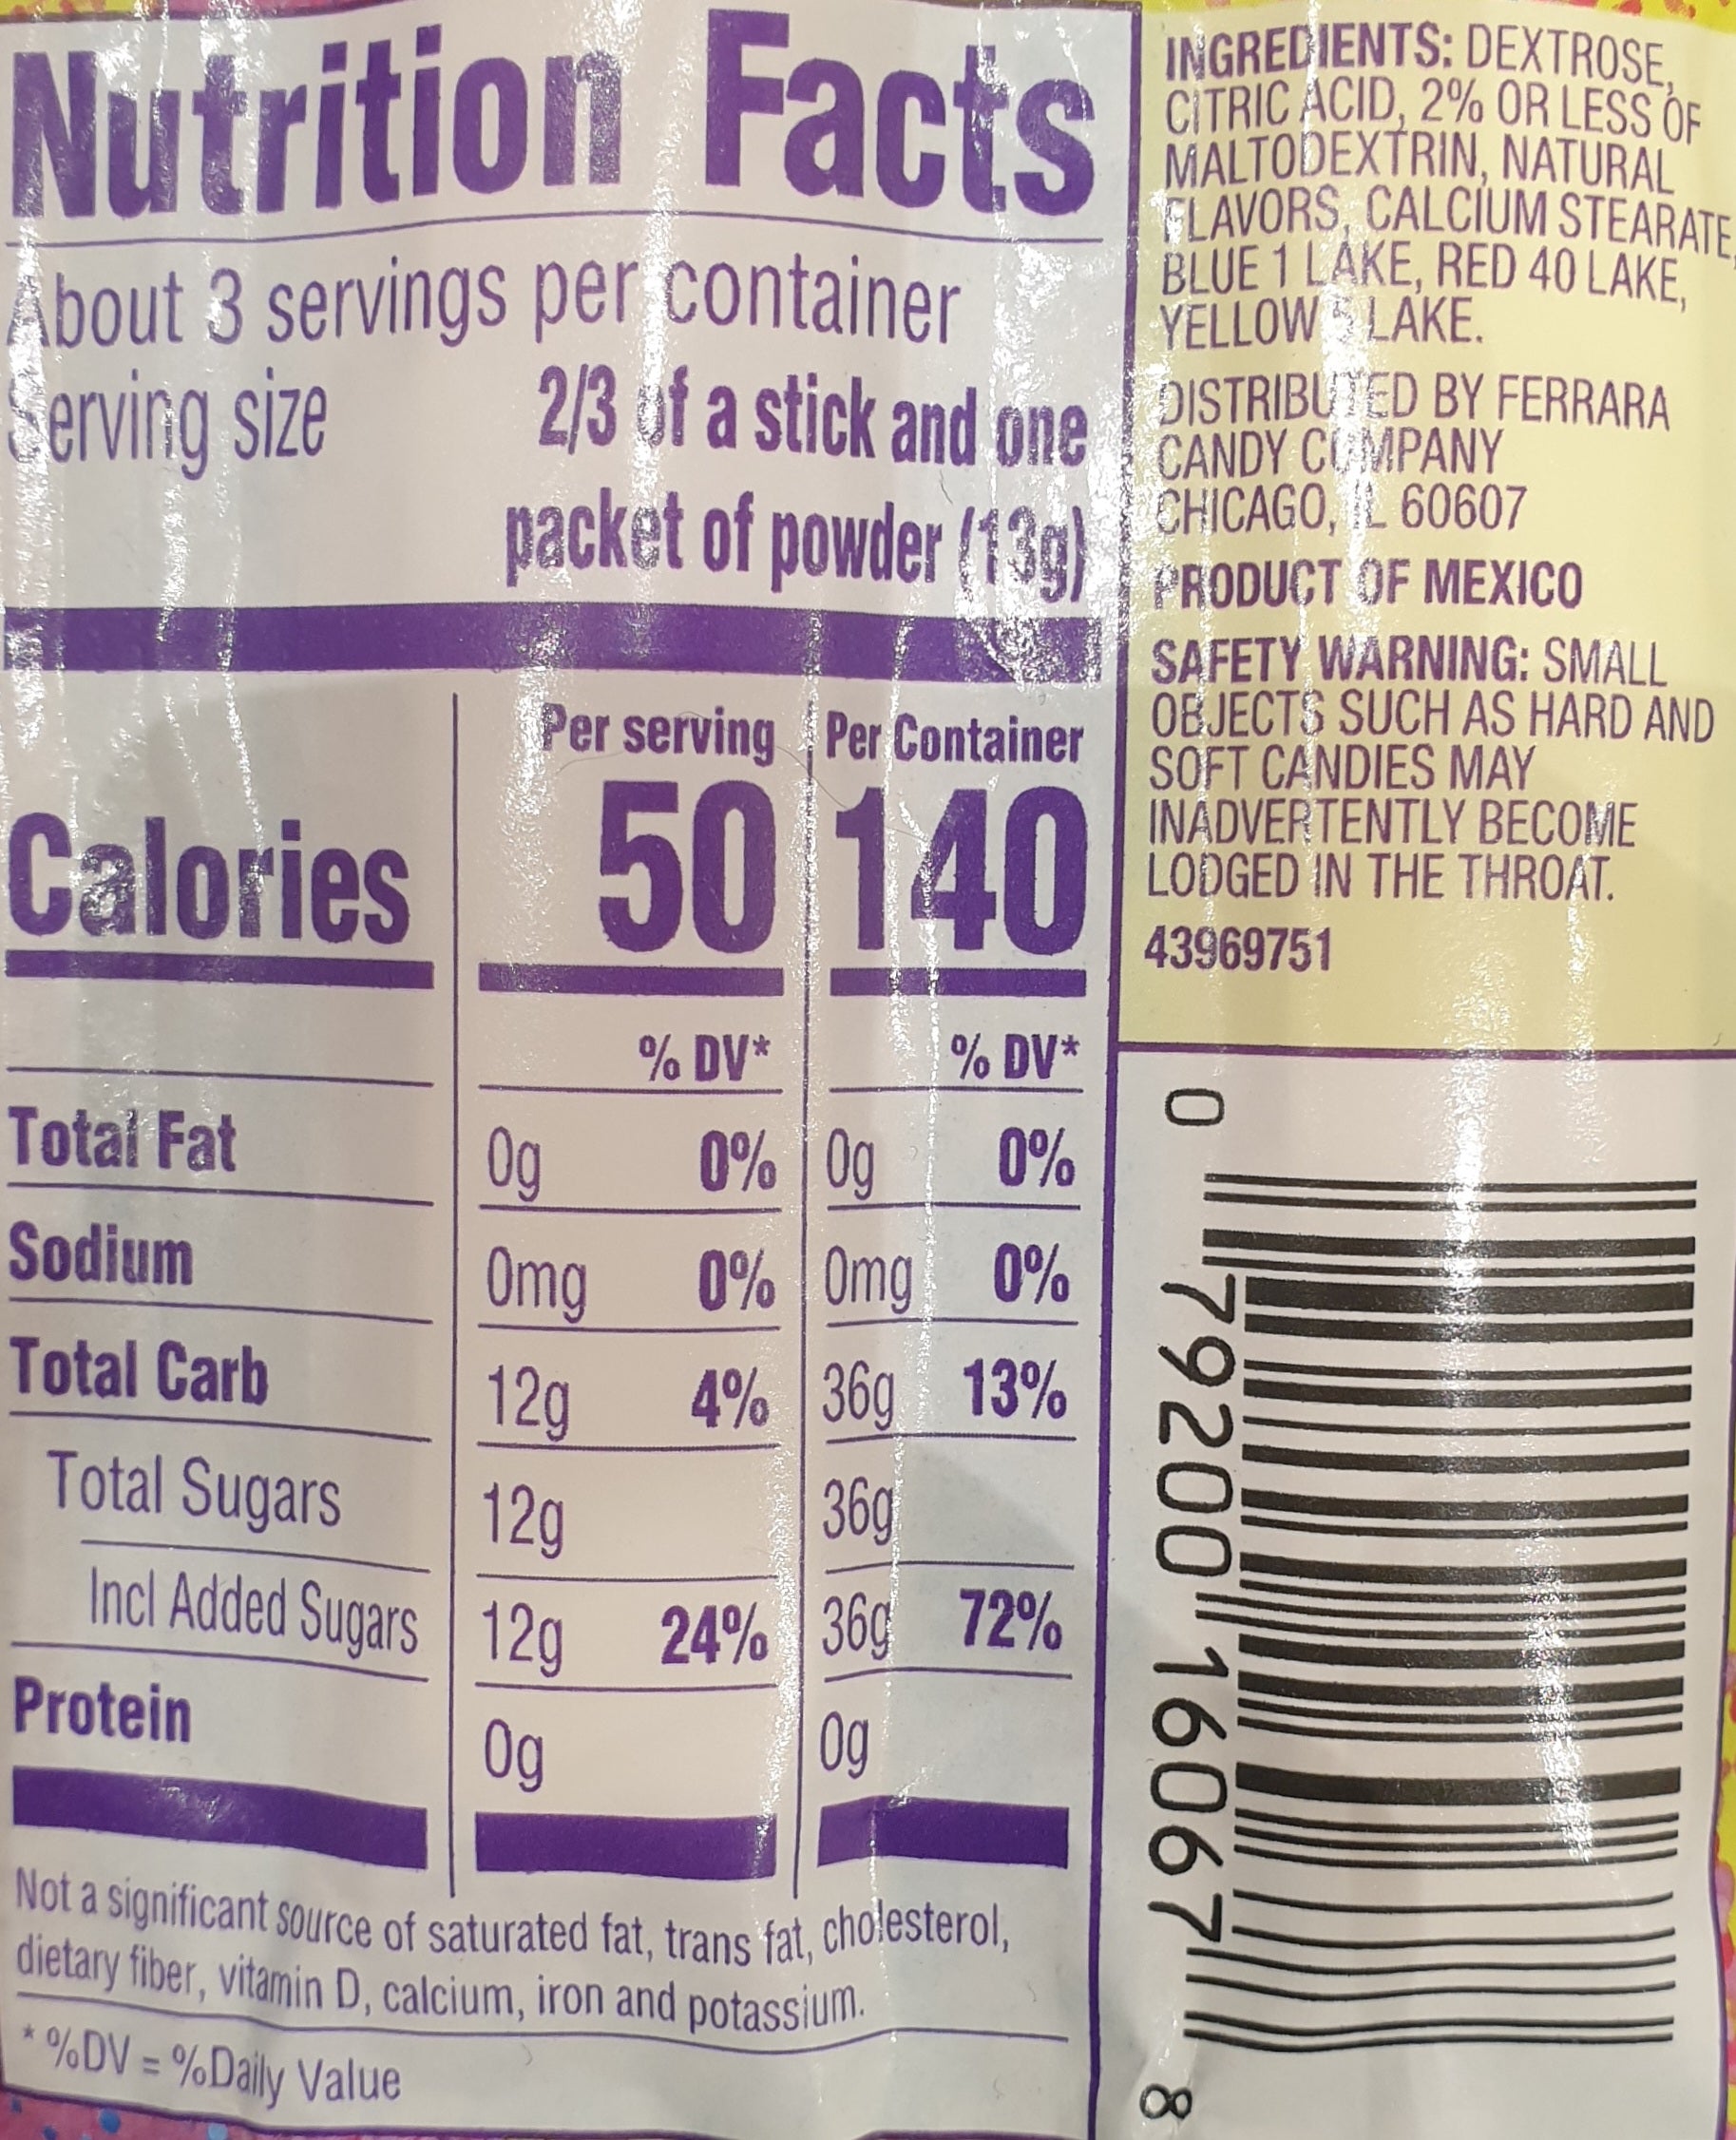 Nutrition Facts
About 3 servings per container
Serving size 2/3 of a stick and one
packet of powder (13g)
Per serving Per Container
Calories 50 140
% DV* % DV*
Total Fat 0g 0% 0g 0%
Sodium 0mg 0% 0mg 0%
Total Carb 12g 4% 36g 13%
Total Sugars 12g 36g
Incl Added Sugars 12g 24% 36g 72%
Protein 0g 0g
Not a significant source of saturated fat, trans fat, cholesterol,
dietary fiber, vitamin D, calcium, iron and potassium.
* %DV = %Daily Value
INGREDIENTS: DEXTROSE,
CITRIC ACID, 2% OR LESS OF
MALTODEXTRIN, NATURAL
FLAVORS, CALCIUM STEARATE,
BLUE 1 LAKE, RED 40 LAKE,
YELLOW 5 LAKE.
DISTRIBUTED BY FERRARA
CANDY COMPANY
CHICAGO, IL 60607
PRODUCT OF MEXICO
SAFETY WARNING: SMALL
OBJECTS SUCH AS HARD AND
SOFT CANDIES MAY
INADVERTENTLY BECOME
LODGED IN THE THROAT.
43969751
0 79200 16067 8